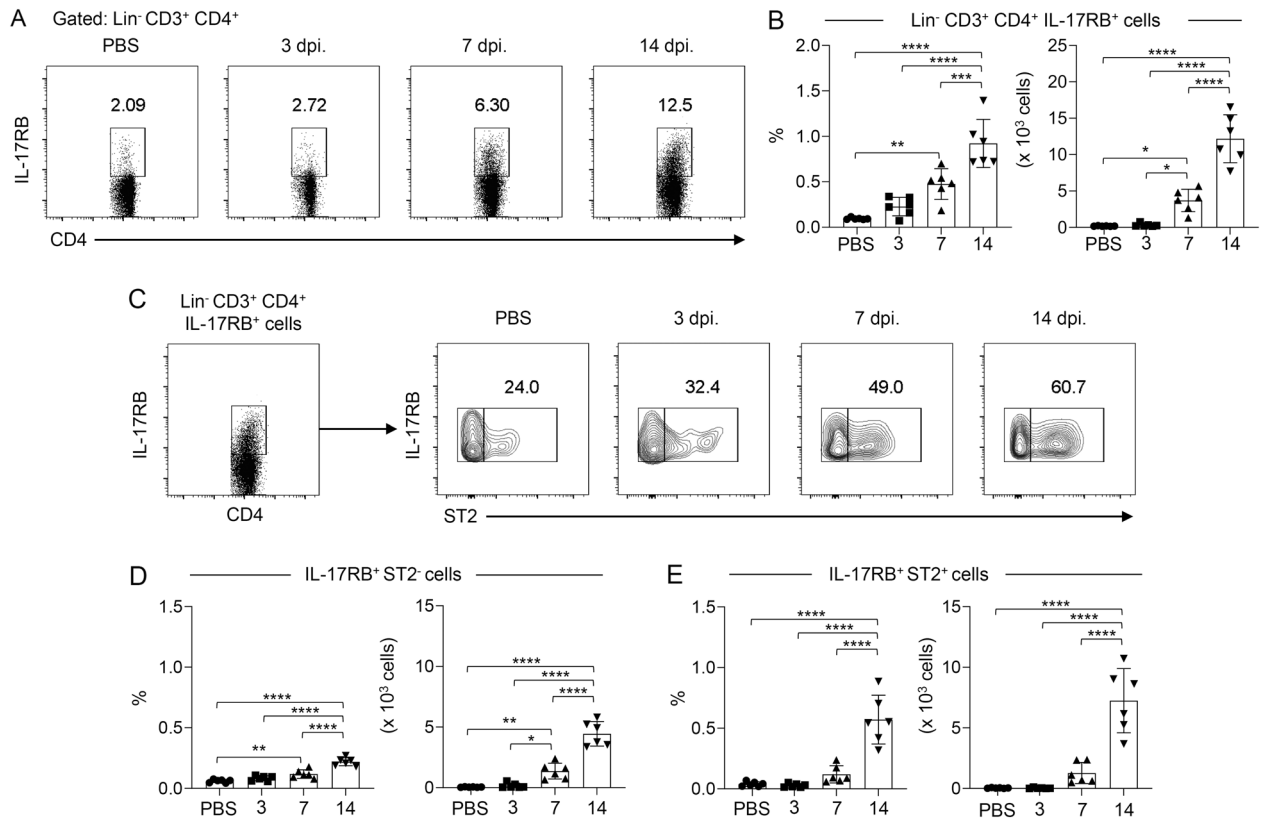 A
Gated: Lin- CD3+ CD4+
PBS
3 dpi.
7 dpi.
14 dpi.
2.09
2.72
6.30
12.5
IL-17RB
CD4
B
Lin- CD3+ CD4+ IL-17RB+ cells
%
2.0
1.5
1.0
0.5
0.0
****
****
***
**
PBS
3
7
14
(x 10³ cells)
25
20
15
10
5
0
****
****
****
*
*
PBS
3
7
14
C
Lin- CD3+ CD4+
IL-17RB+ cells
IL-17RB
CD4
PBS
3 dpi.
7 dpi.
14 dpi.
24.0
32.4
49.0
60.7
IL-17RB
ST2
D
IL-17RB+ ST2- cells
%
1.5
1.0
0.5
0.0
****
****
****
**
PBS
3
7
14
(x 10³ cells)
15
10
5
0
****
****
****
**
*
PBS
3
7
14
E
IL-17RB+ ST2+ cells
%
1.5
1.0
0.5
0.0
****
****
****
PBS
3
7
14
(x 10³ cells)
15
10
5
0
****
****
****
PBS
3
7
14